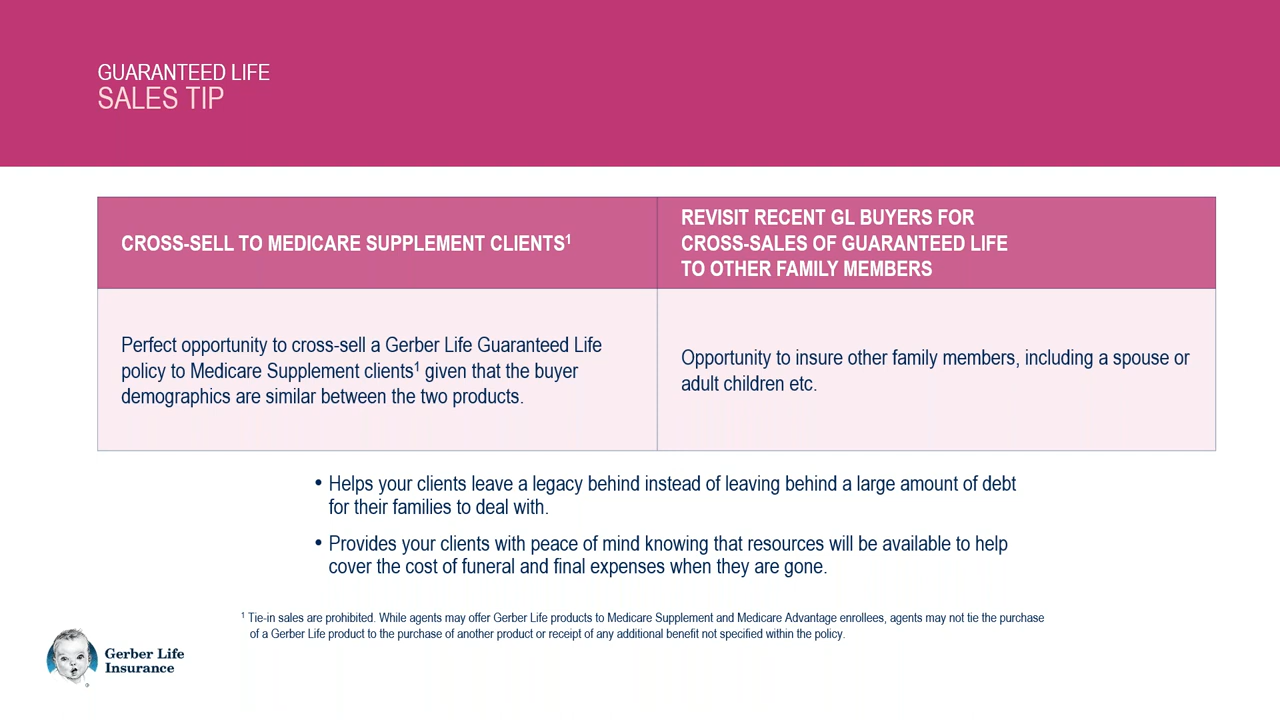 GUARANTEED LIFE
SALES TIP
CROSS-SELL TO MEDICARE SUPPLEMENT CLIENTS¹
REVISIT RECENT GL BUYERS FOR
CROSS-SALES OF GUARANTEED LIFE
TO OTHER FAMILY MEMBERS
Perfect opportunity to cross-sell a Gerber Life Guaranteed Life
policy to Medicare Supplement clients¹ given that the buyer
demographics are similar between the two products.
Opportunity to insure other family members, including a spouse or
adult children etc.
• Helps your clients leave a legacy behind instead of leaving behind a large amount of debt
for their families to deal with.
• Provides your clients with peace of mind knowing that resources will be available to help
cover the cost of funeral and final expenses when they are gone.
¹ Tie-in sales are prohibited. While agents may offer Gerber Life products to Medicare Supplement and Medicare Advantage enrollees, agents may not tie the purchase
of a Gerber Life product to the purchase of another product or receipt of any additional benefit not specified within the policy.
Gerber Life
Insurance
®